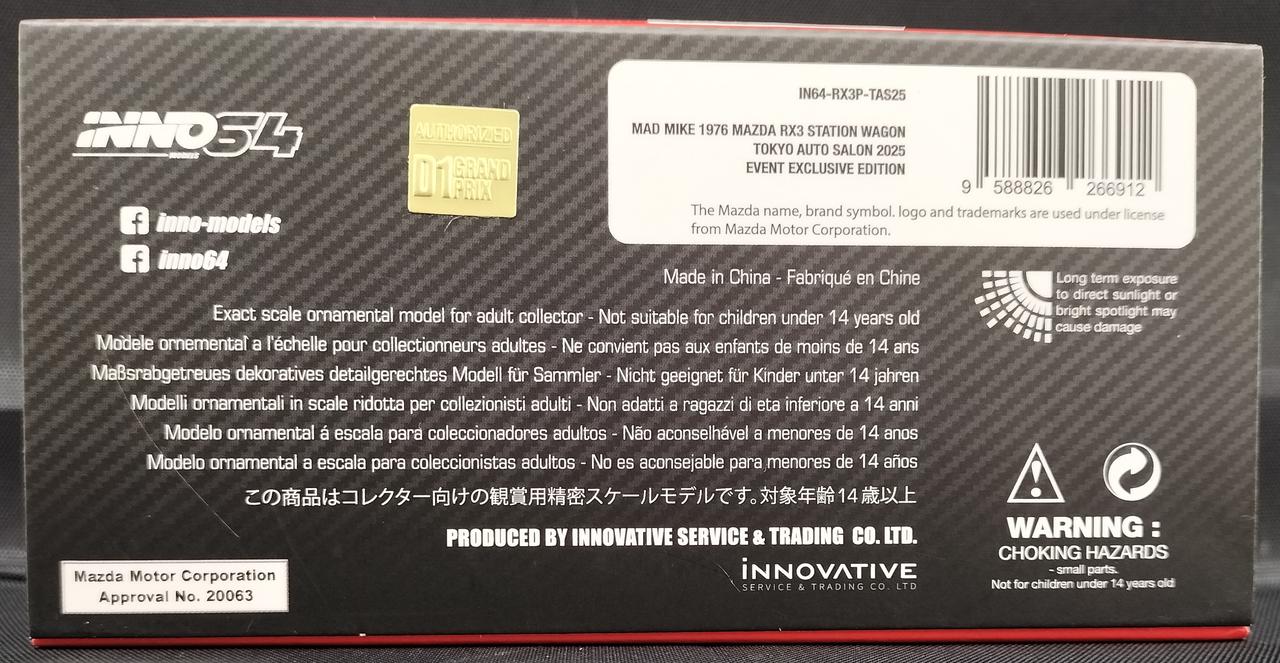 INNO64
MODELS
AUTHORIZED
D1 GRAND PRIX
inno-models
inno64
IN64-RX3P-TAS25
MAD MIKE 1976 MAZDA RX3 STATION WAGON
TOKYO AUTO SALON 2025
EVENT EXCLUSIVE EDITION
9 588826 266912
The Mazda name, brand symbol. logo and trademarks are used under license
from Mazda Motor Corporation.
Made in China - Fabriqué en Chine
Long term exposure
to direct sunlight or
bright spotlight may
cause damage
Exact scale ornamental model for adult collector - Not suitable for children under 14 years old
Modèle ornemental a l'échelle pour collectionneurs adultes - Ne convient pas aux enfants de moins de 14 ans
Maßsrabgetreues dekoratives detailgerechtes Modell für Sammler - Nicht geeignet für Kinder unter 14 jahren
Modelli ornamentali in scale ridotta per collezionisti adulti - Non adatti a ragazzi di eta inferiore a 14 anni
Modelo ornamental á escala para coleccionadores adultos - Não aconselhável a menores de 14 anos
Modelo ornamental a escala para coleccionistas adultos - No es aconsejable para menores de 14 años
この商品はコレクター向けの観賞用精密スケールモデルです。対象年齢14歳以上
PRODUCED BY INNOVATIVE SERVICE & TRADING CO. LTD.
INNOVATIVE
SERVICE & TRADING CO. LTD
WARNING :
CHOKING HAZARDS
- small parts.
Not for children under 14 years old
Mazda Motor Corporation
Approval No. 20063